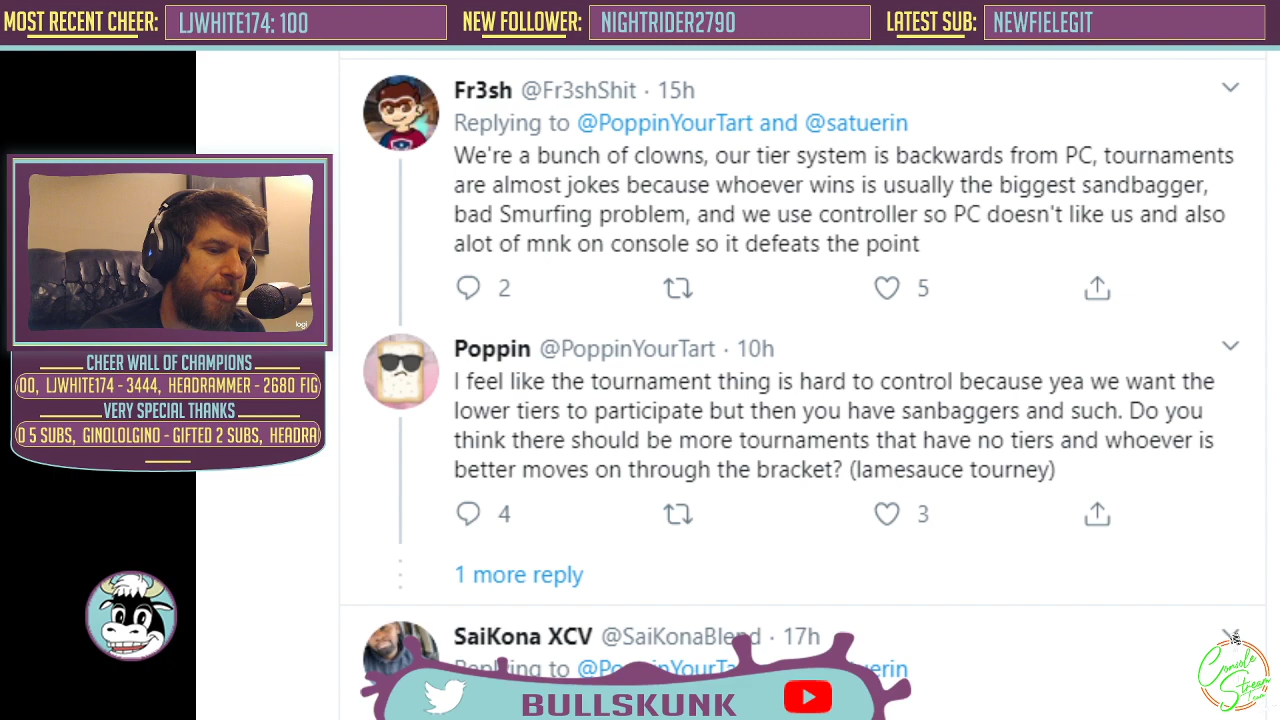 MOST RECENT CHEER: LJWHITE174: 100 NEW FOLLOWER: NIGHTRIDER2790 LATEST SUB: NEWFIELEGIT
Fr3sh @Fr3shShit · 15h
Replying to @PoppinYourTart and @satuerin
We're a bunch of clowns, our tier system is backwards from PC, tournaments
are almost jokes because whoever wins is usually the biggest sandbagger,
bad Smurfing problem, and we use controller so PC doesn't like us and also
alot of mnk on console so it defeats the point
2 5
logi
CHEER WALL OF CHAMPIONS
00, LJWHITE174 - 3444, HEADRAMMER - 2680 FIG
VERY SPECIAL THANKS
D 5 SUBS, GINOLOLGINO - GIFTED 2 SUBS, HEADRA
Poppin @PoppinYourTart · 10h
I feel like the tournament thing is hard to control because yea we want the
lower tiers to participate but then you have sanbaggers and such. Do you
think there should be more tournaments that have no tiers and whoever is
better moves on through the bracket? (lamesauce tourney)
4 3
1 more reply
SaiKona XCV @SaiKonaBlend · 17h
Replying to @PoppinYourTa uerin
BULLSKUNK
Console
Stream
.com